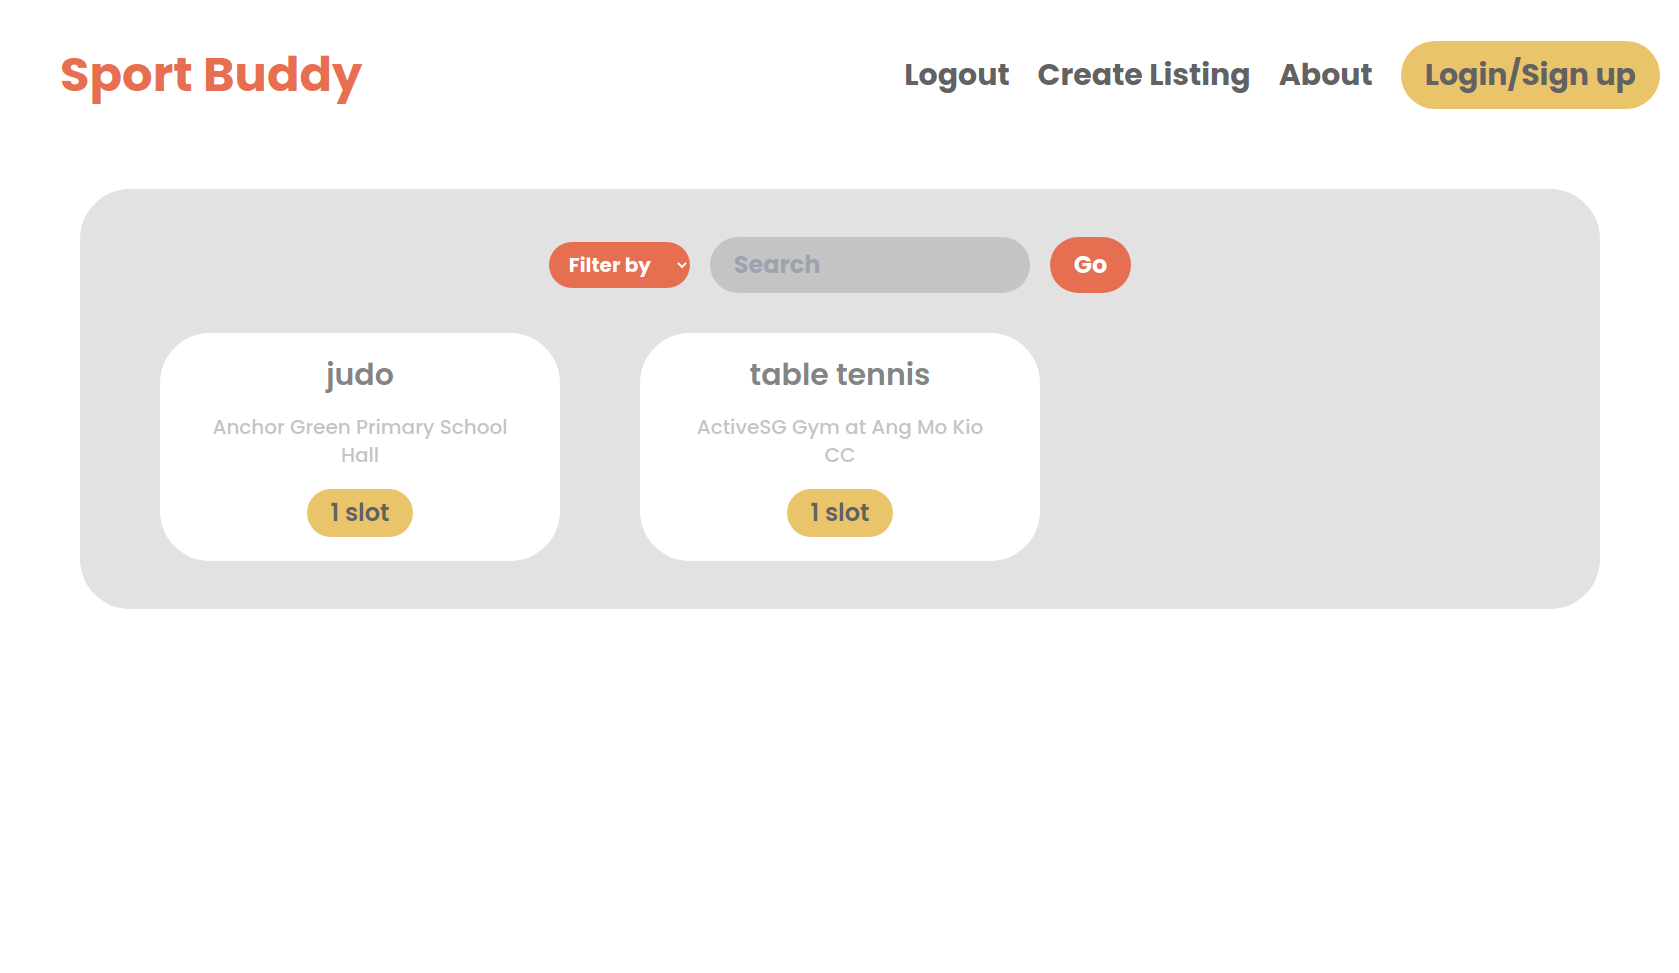 Sport Buddy
Logout
Create Listing
About
Login/Sign up
Filter by
Search
Go
judo
Anchor Green Primary School
Hall
1 slot
table tennis
ActiveSG Gym at Ang Mo Kio
CC
1 slot